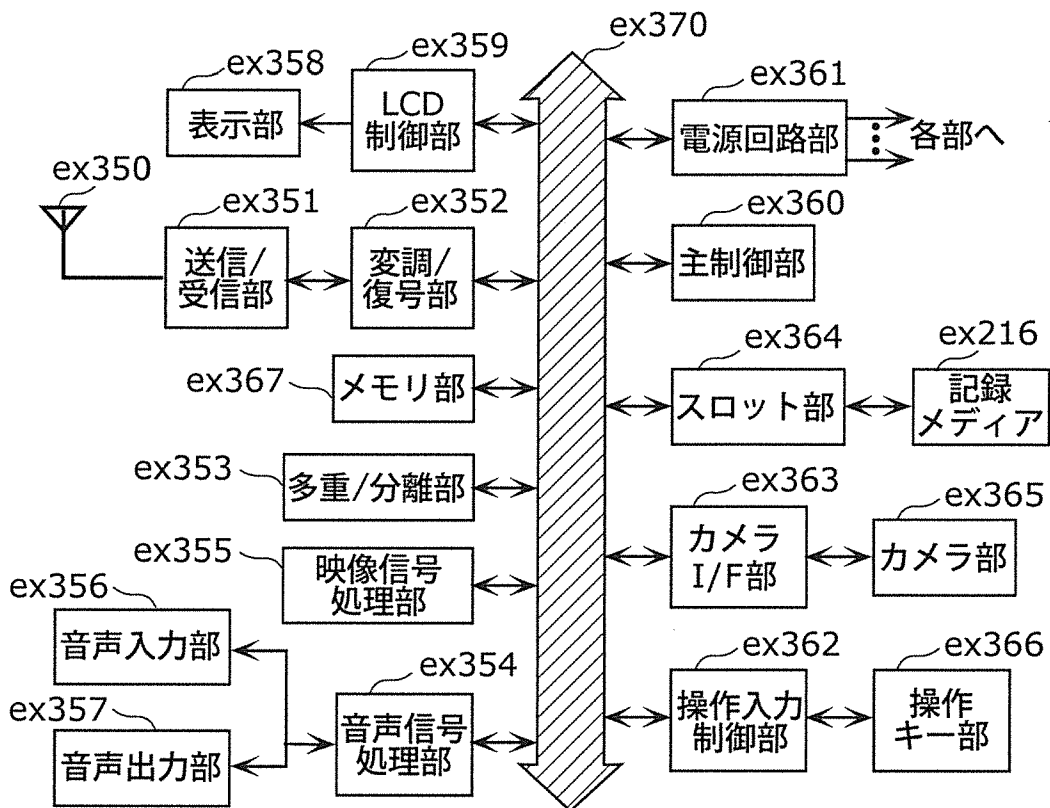 ex370
ex359
ex358
LCD
制御部
表示部
ex361
電源回路部
各部へ
ex350
ex351
送信/
受信部
ex352
変調/
復号部
ex360
主制御部
ex367
メモリ部
ex364
スロット部
ex216
記録
メディア
ex353
多重/分離部
ex363
カメラ
I/F部
ex365
カメラ部
ex355
映像信号
処理部
ex356
音声入力部
ex357
音声出力部
ex354
音声信号
処理部
ex362
操作入力
制御部
ex366
操作
キー部